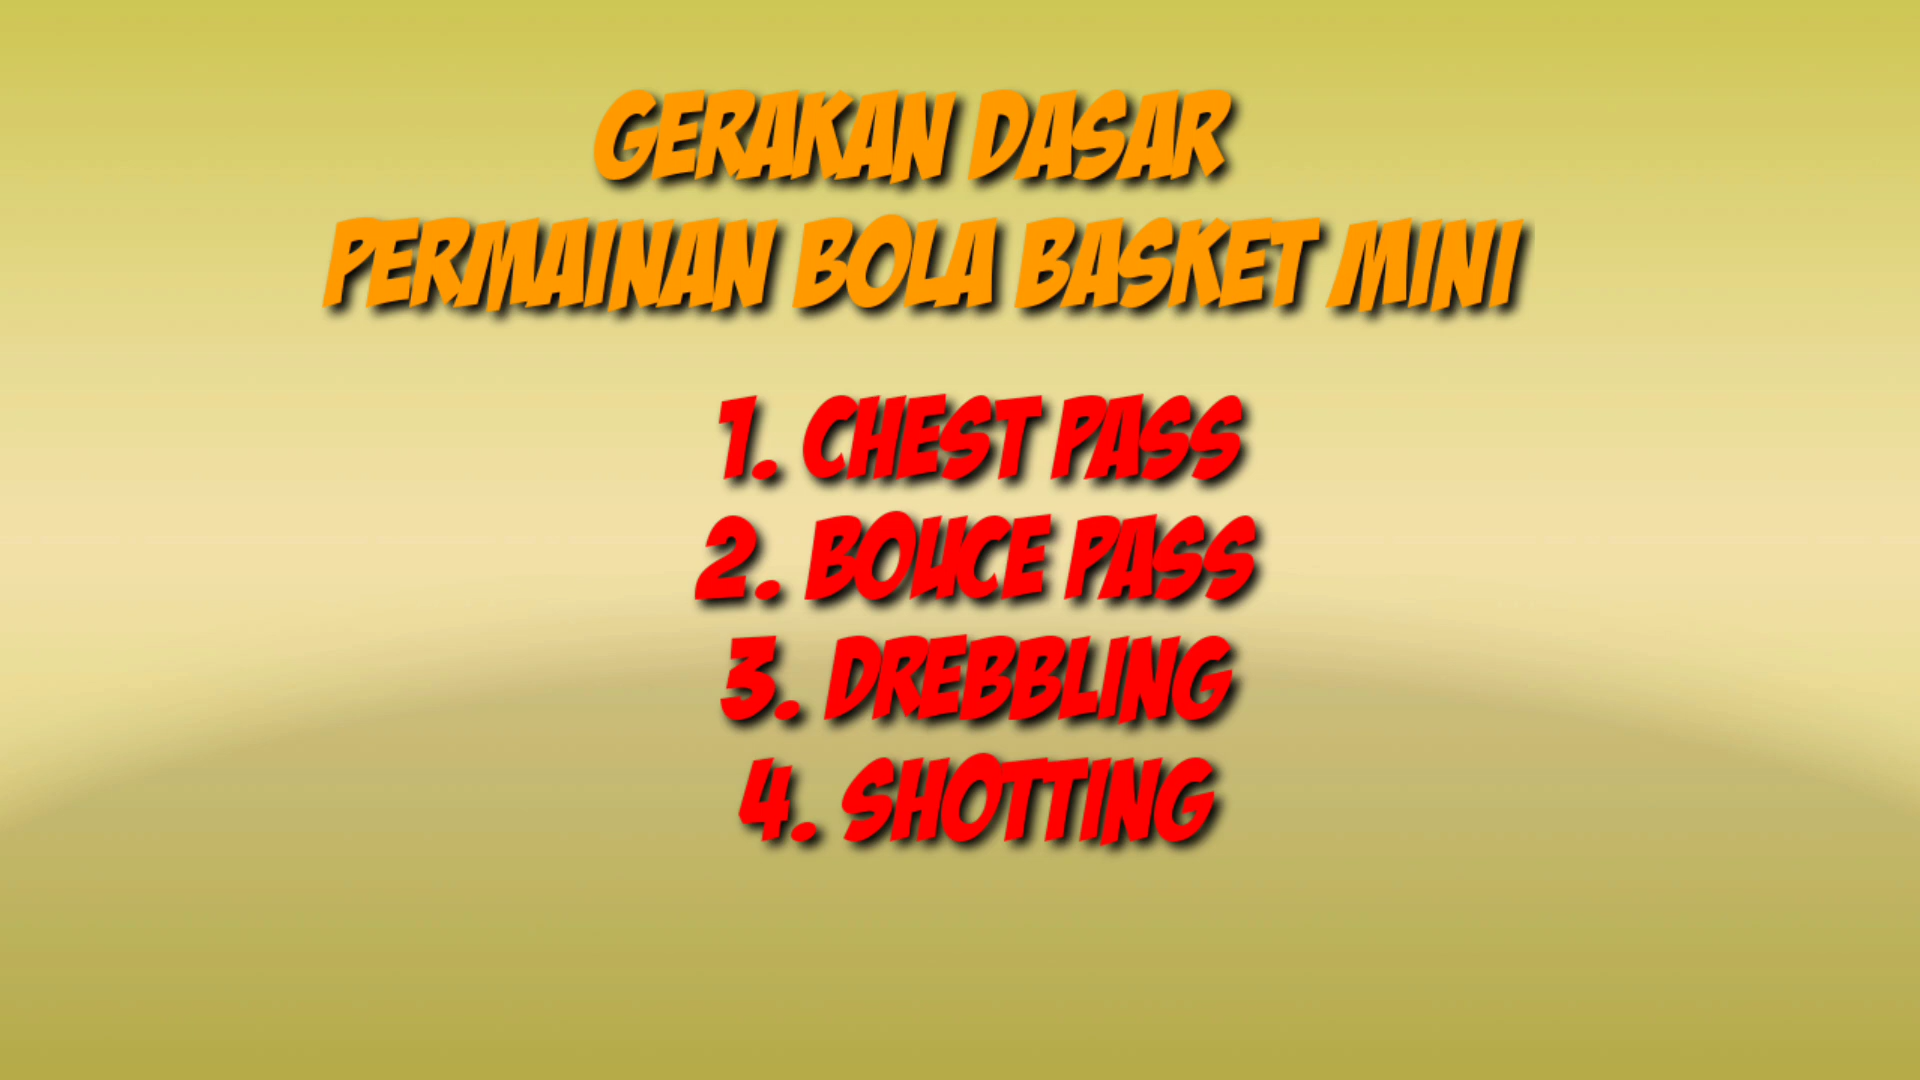 GERAKAN DASAR
PERMAINAN BOLA BASKET MINI
1. CHEST PASS
2. BOUCE PASS
3. DREBBLING
4. SHOTTING